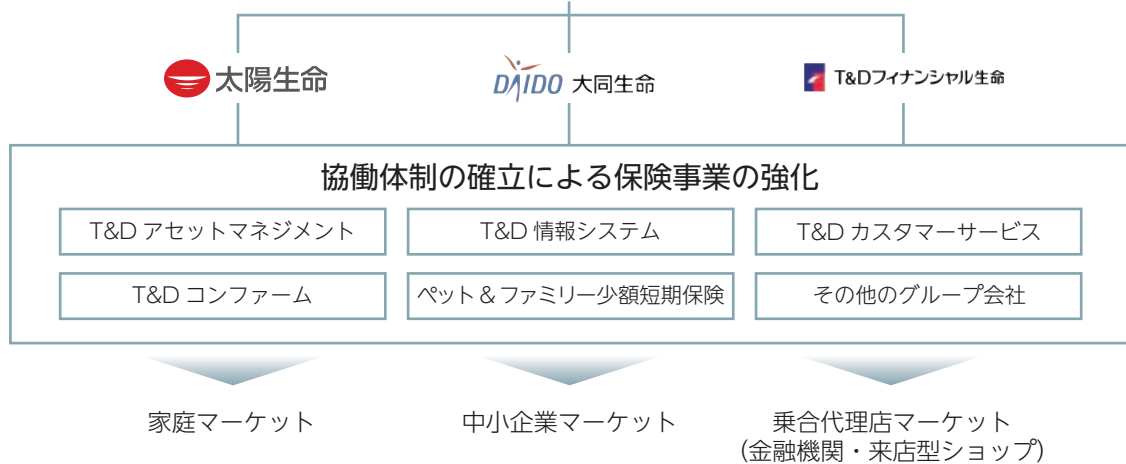 太陽生命
DAIDO 大同生命
T&Dフィナンシャル生命
協働体制の確立による保険事業の強化
T&D アセットマネジメント
T&D 情報システム
T&D カスタマーサービス
T&D コンファーム
ペット&ファミリー少額短期保険
その他のグループ会社
家庭マーケット
中小企業マーケット
乗合代理店マーケット
(金融機関・来店型ショップ)